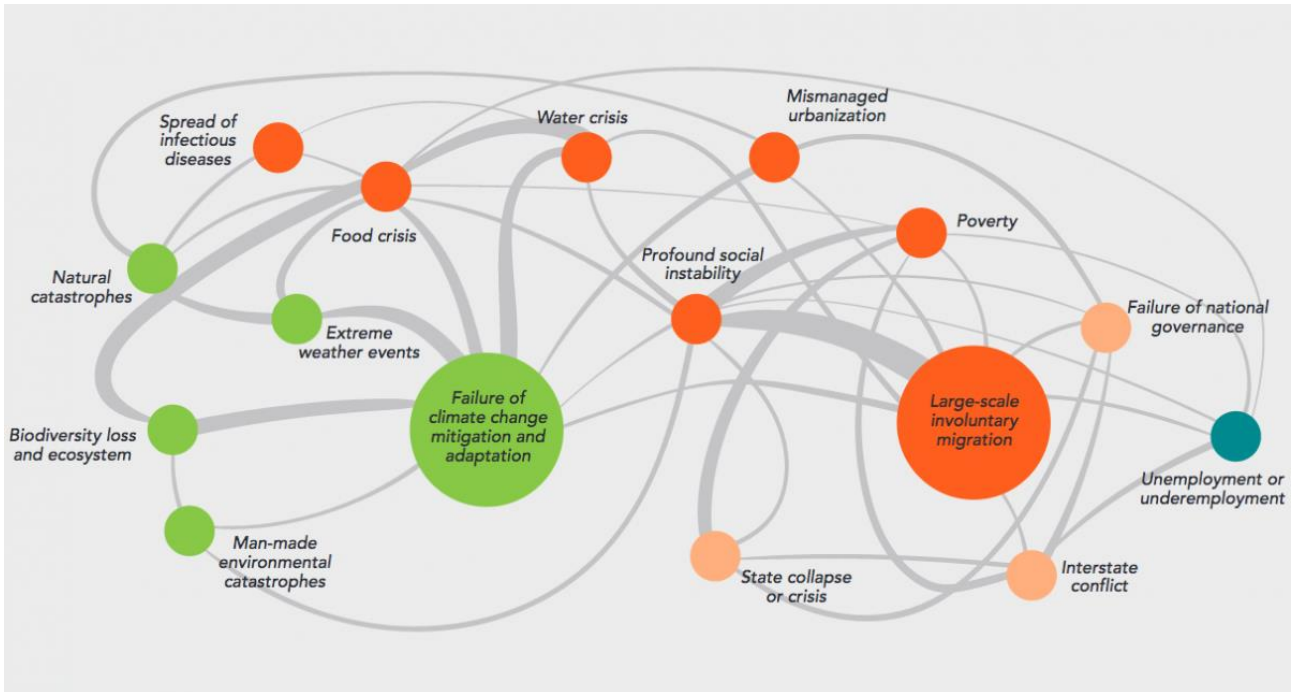 Mismanaged
urbanization
Spread of
infectious
diseases
Water crisis
Food crisis
Poverty
Profound social
instability
Natural
catastrophes
Failure of national
governance
Extreme
weather events
Failure of
climate change
mitigation and
adaptation
Large-scale
involuntary
migration
Biodiversity loss
and ecosystem
Unemployment or
underemployment
Man-made
environmental
catastrophes
State collapse
or crisis
Interstate
conflict